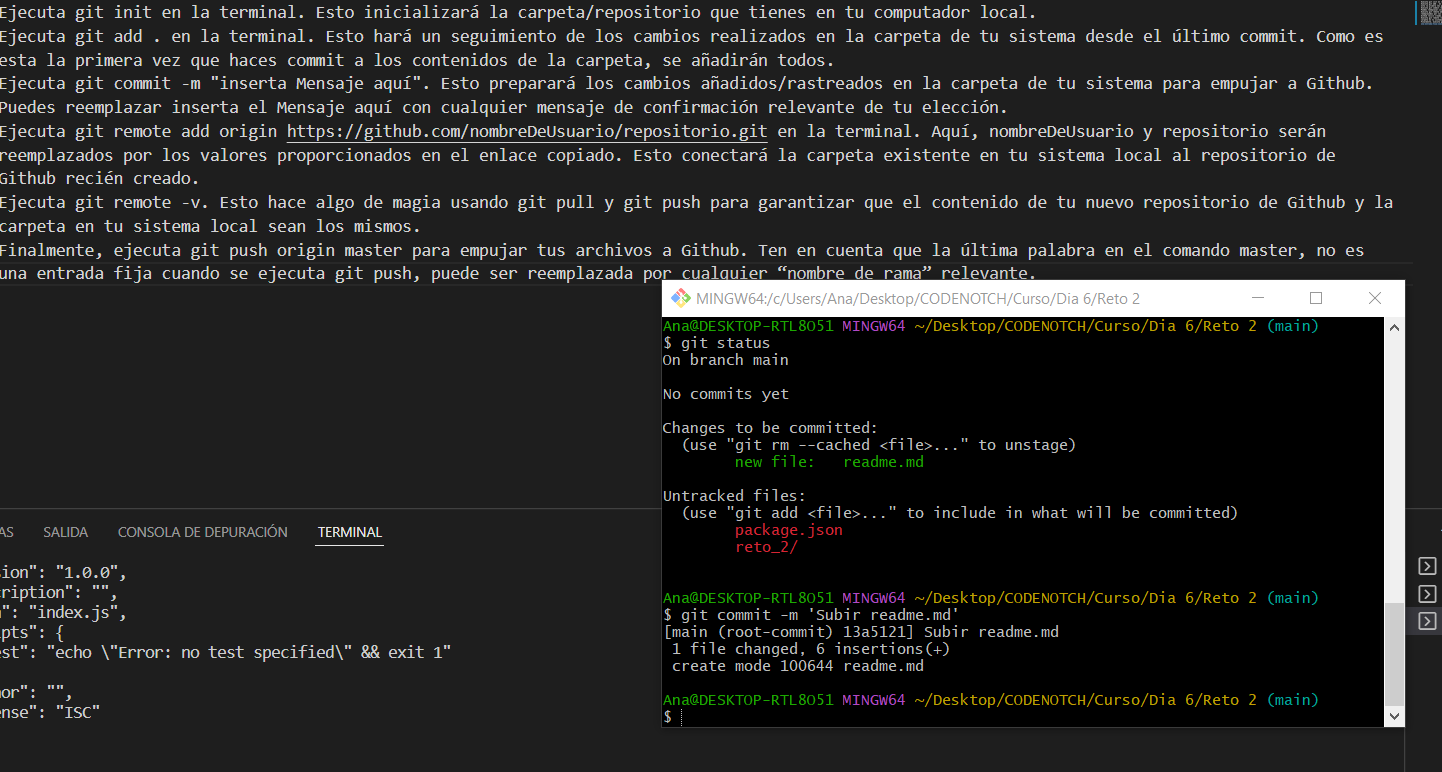 Ejecuta git init en la terminal. Esto inicializará la carpeta/repositorio que tienes en tu computador local.
Ejecuta git add . en la terminal. Esto hará un seguimiento de los cambios realizados en la carpeta de tu sistema desde el último commit. Como es
esta la primera vez que haces commit a los contenidos de la carpeta, se añadirán todos.
Ejecuta git commit -m "inserta Mensaje aquí". Esto preparará los cambios añadidos/rastreados en la carpeta de tu sistema para empujar a Github.
Puedes reemplazar inserta el Mensaje aquí con cualquier mensaje de confirmación relevante de tu elección.
Ejecuta git remote add origin https://github.com/nombreDeUsuario/repositorio.git en la terminal. Aquí, nombreDeUsuario y repositorio serán
reemplazados por los valores proporcionados en el enlace copiado. Esto conectará la carpeta existente en tu sistema local al repositorio de
Github recién creado.
Ejecuta git remote -v. Esto hace algo de magia usando git pull y git push para garantizar que el contenido de tu nuevo repositorio de Github y la
carpeta en tu sistema local sean los mismos.
Finalmente, ejecuta git push origin master para empujar tus archivos a Github. Ten en cuenta que la última palabra en el comando master, no es
una entrada fija cuando se ejecuta git push, puede ser reemplazada por cualquier “nombre de rama” relevante.
MINGW64:/c/Users/Ana/Desktop/CODENOTCH/Curso/Dia 6/Reto 2
Ana@DESKTOP-RTL8O51 MINGW64 ~/Desktop/CODENOTCH/Curso/Dia 6/Reto 2 (main)
$ git status
On branch main
No commits yet
Changes to be committed:
(use "git rm --cached <file>..." to unstage)
new file: readme.md
Untracked files:
(use "git add <file>..." to include in what will be committed)
package.json
reto_2/
Ana@DESKTOP-RTL8O51 MINGW64 ~/Desktop/CODENOTCH/Curso/Dia 6/Reto 2 (main)
$ git commit -m 'Subir readme.md'
[main (root-commit) 13a5121] Subir readme.md
1 file changed, 6 insertions(+)
create mode 100644 readme.md
Ana@DESKTOP-RTL8O51 MINGW64 ~/Desktop/CODENOTCH/Curso/Dia 6/Reto 2 (main)
$
AS SALIDA CONSOLA DE DEPURACIÓN TERMINAL
sion": "1.0.0",
cription": "",
": "index.js",
ipts": {
est": "echo \"Error: no test specified\" && exit 1"
or": "",
ense": "ISC"